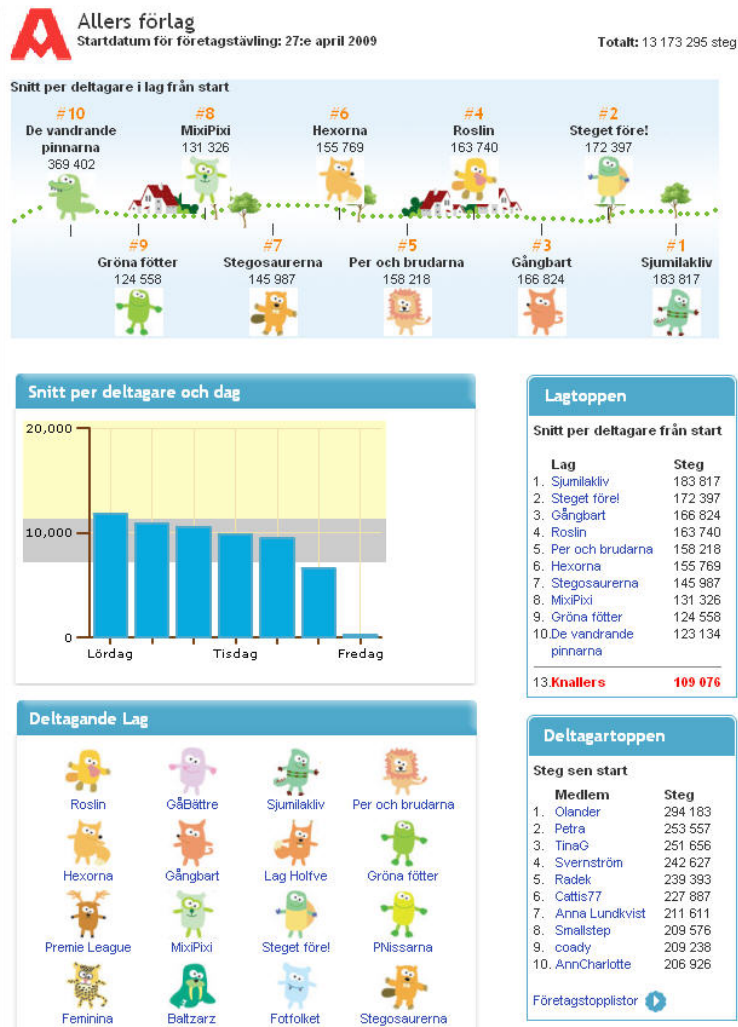 Allers förlag
Startdatum för företagstävling: 27:e april 2009
Totalt: 13 173 295 steg
Snitt per deltagare i lag från start
#10
De vandrande
pinnarna
369 402
#8
MixiPixi
131 326
#6
Hexorna
155 769
#4
Roslin
163 740
#2
Steget före!
172 397
#9
Gröna fötter
124 558
#7
Stegosaurerna
145 987
#5
Per och brudarna
158 218
#3
Gångbart
166 824
#1
Sjumilakliv
183 817
Snitt per deltagare och dag
20,000
10,000
0
Lördag Tisdag Fredag
Lagtoppen
Snitt per deltagare från start
Lag Steg
1. Sjumilakliv 183 817
2. Steget före! 172 397
3. Gångbart 166 824
4. Roslin 163 740
5. Per och brudarna 158 218
6. Hexorna 155 769
7. Stegosaurerna 145 987
8. MixiPixi 131 326
9. Gröna fötter 124 558
10.De vandrande 123 134
pinnarna
13.Knallers 109 076
Deltagande Lag
Roslin GåBättre Sjumilakliv Per och brudarna
Hexorna Gångbart Lag Holfve Gröna fötter
Premie League MixiPixi Steget före! PNissarna
Feminina Baltzarz Fotfolket Stegosaurerna
Deltagartoppen
Steg sen start
Medlem Steg
1. Olander 294 183
2. Petra 253 557
3. TinaG 251 656
4. Svernström 242 627
5. Radek 239 393
6. Cattis77 227 887
7. Anna Lundkvist 211 611
8. Smallstep 209 576
9. coady 209 238
10. AnnCharlotte 206 926
Företagstopplistor